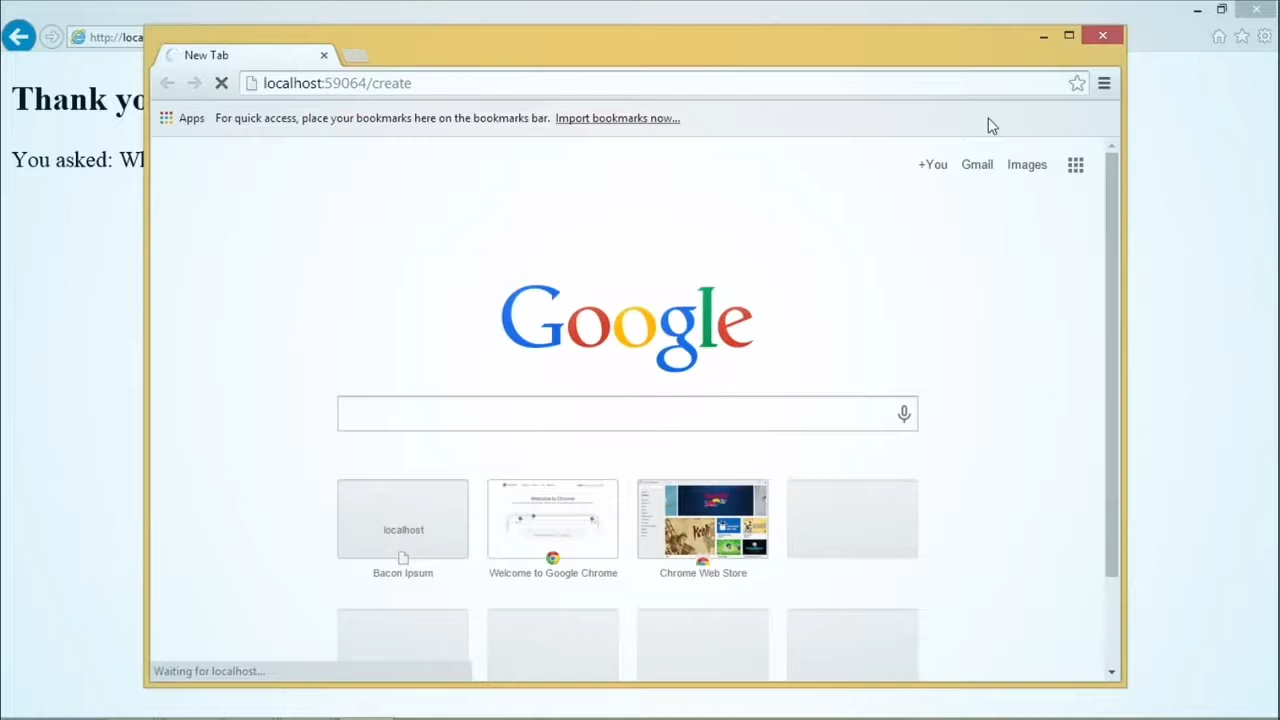 http://loca
New Tab
localhost:59064/create
Thank yo
Apps For quick access, place your bookmarks here on the bookmarks bar. Import bookmarks now...
You asked: Wh
+You Gmail Images
Google
localhost
Bacon Ipsum
Welcome to Google Chrome
Chrome Web Store
Waiting for localhost...